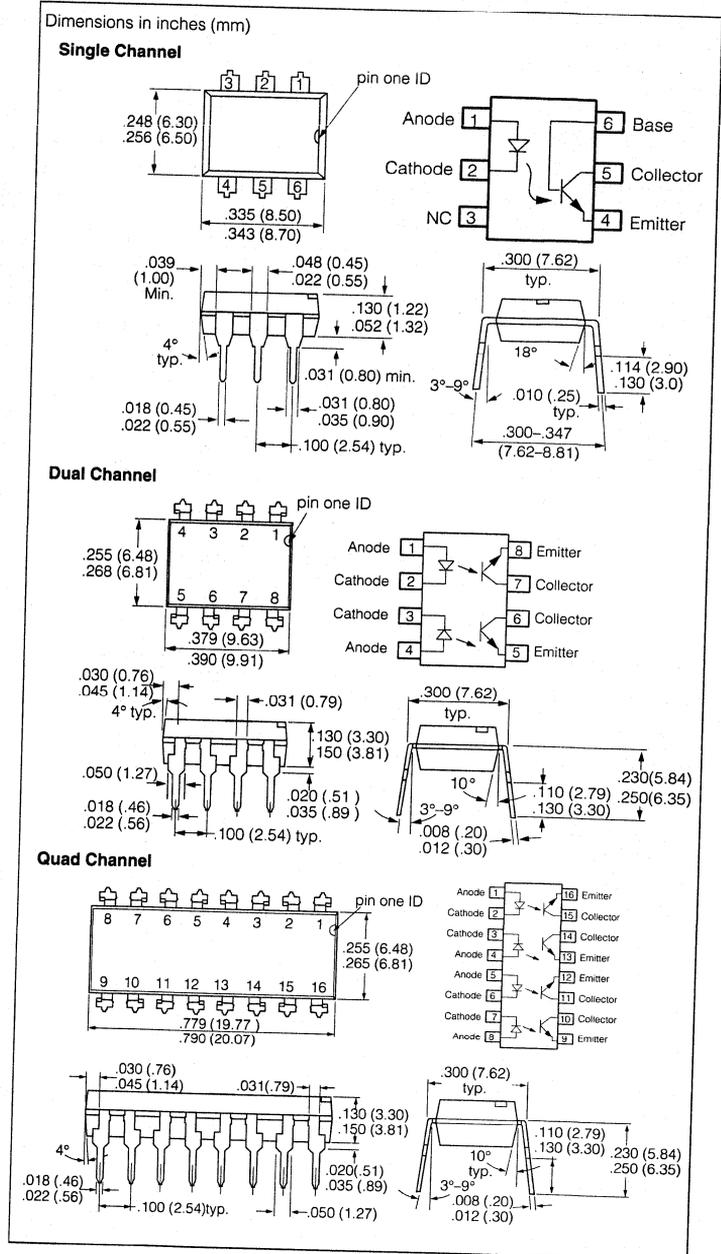 Dimensions in inches (mm)
Single Channel
3 2 1
pin one ID
.248 (6.30)
.256 (6.50)
4 5 6
.335 (8.50)
.343 (8.70)
Anode 1
Cathode 2
NC 3
6 Base
5 Collector
4 Emitter
.039
(1.00)
Min.
.048 (0.45)
.022 (0.55)
.130 (1.22)
.052 (1.32)
4°
typ.
.031 (0.80) min.
.018 (0.45)
.022 (0.55)
.031 (0.80)
.035 (0.90)
.100 (2.54) typ.
.300 (7.62)
typ.
18°
.114 (2.90)
.130 (3.0)
3°–9°
.010 (.25)
typ.
.300–.347
(7.62–8.81)
Dual Channel
pin one ID
4 3 2 1
.255 (6.48)
.268 (6.81)
5 6 7 8
.379 (9.63)
.390 (9.91)
Anode 1
Cathode 2
Cathode 3
Anode 4
8 Emitter
7 Collector
6 Collector
5 Emitter
.030 (0.76)
.045 (1.14)
4° typ.
.031 (0.79)
.130 (3.30)
.150 (3.81)
.050 (1.27)
.020 (.51 )
.035 (.89 )
.018 (.46)
.022 (.56)
.100 (2.54) typ.
.300 (7.62)
typ.
.230(5.84)
.250(6.35)
10°
.110 (2.79)
.130 (3.30)
3°–9°
.008 (.20)
.012 (.30)
Quad Channel
pin one ID
8 7 6 5 4 3 2 1
.255 (6.48)
.265 (6.81)
9 10 11 12 13 14 15 16
.779 (19.77 )
.790 (20.07)
Anode 1
Cathode 2
Cathode 3
Anode 4
Anode 5
Cathode 6
Cathode 7
Anode 8
16 Emitter
15 Collector
14 Collector
13 Emitter
12 Emitter
11 Collector
10 Collector
9 Emitter
.030 (.76)
.045 (1.14)
.031(.79)
.130 (3.30)
.150 (3.81)
4°
.020(.51)
.035 (.89)
.018 (.46)
.022 (.56)
.100 (2.54)typ.
.050 (1.27)
.300 (7.62)
typ.
.110 (2.79)
.130 (3.30)
.230 (5.84)
.250 (6.35)
10°
typ.
3°–9°
.008 (.20)
.012 (.30)